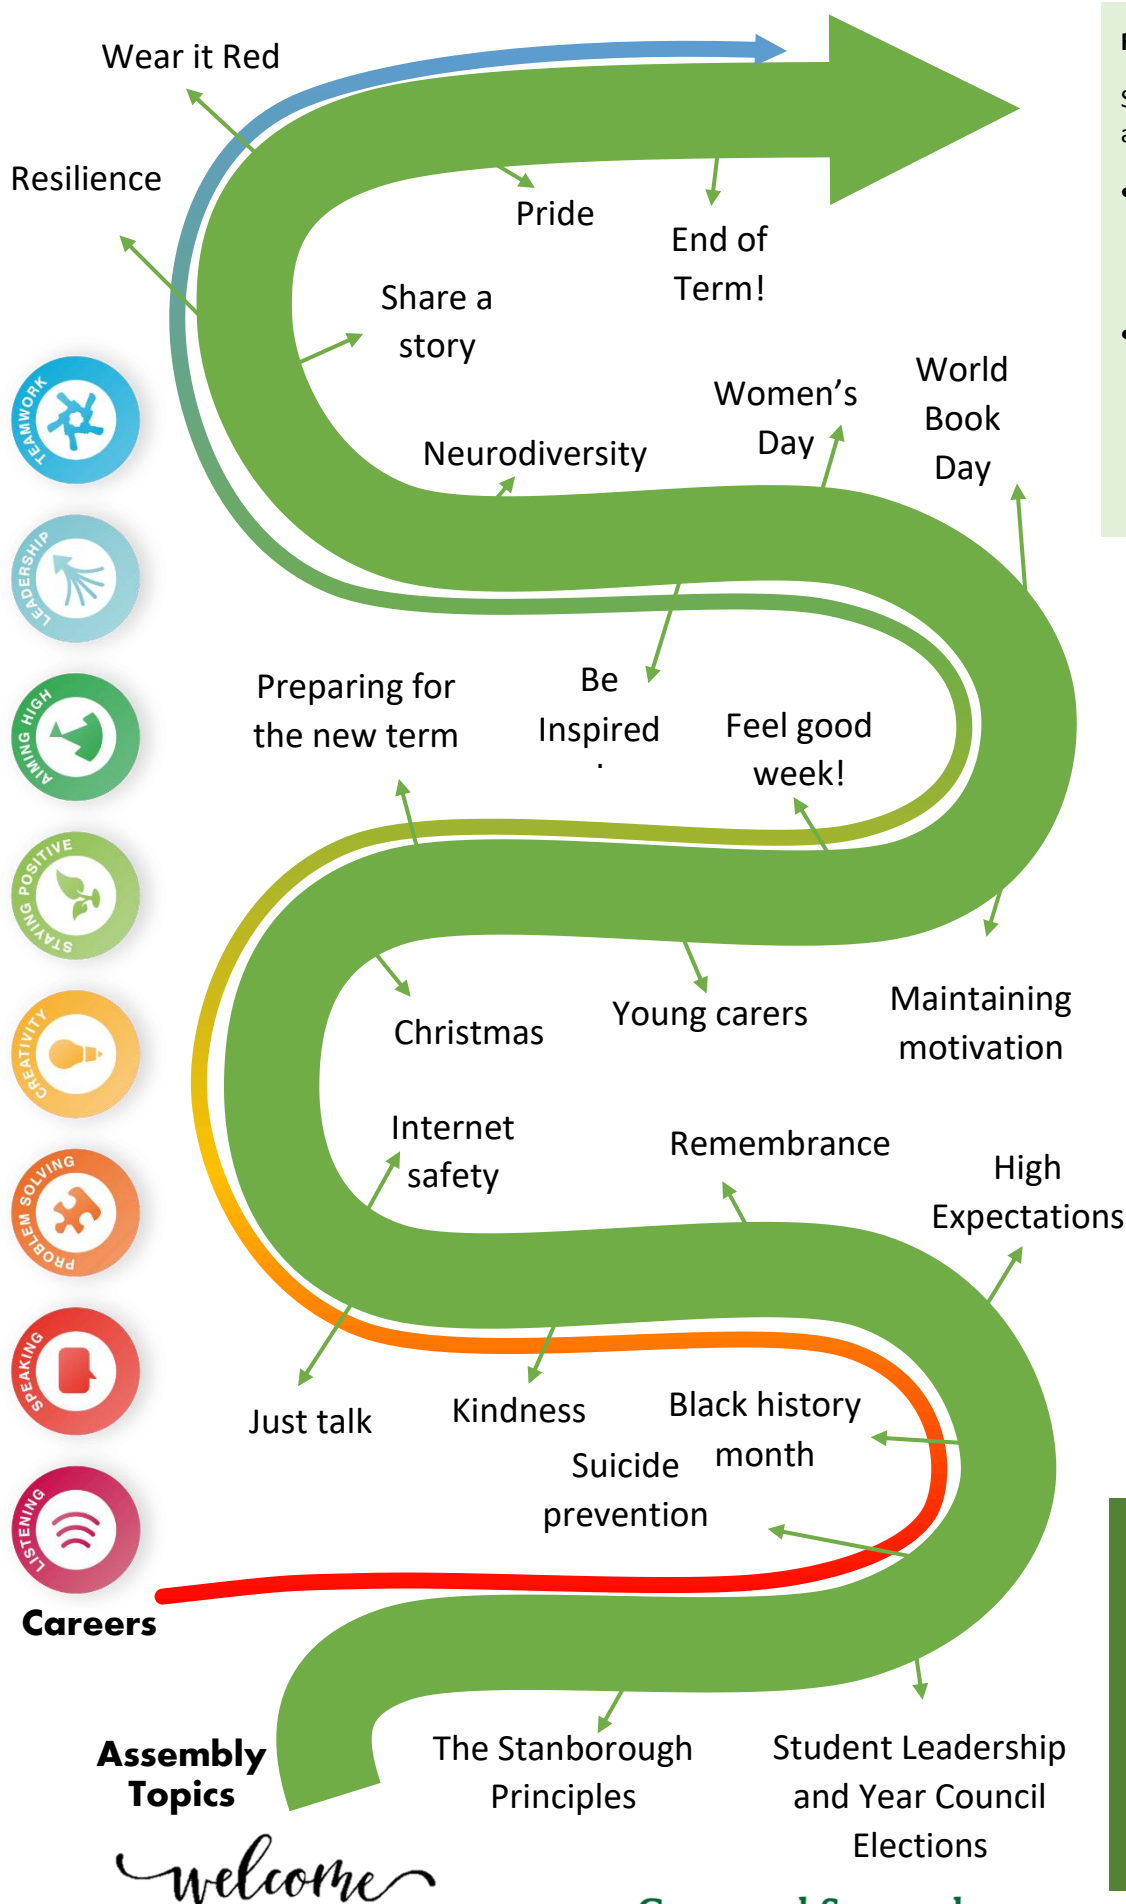 Wear it Red
Resilience
Pride
End of
Term!
Share a
story
World
Book
Day
Women's
Day
Neurodiversity
TEAMWORK
LEADERSHIP
AIMING HIGH
STAYING POSITIVE
CREATIVITY
PROBLEM SOLVING
SPEAKING
LISTENING
Careers
Preparing for
the new term
Be
Inspired
.
Feel good
week!
Christmas
Young carers
Maintaining
motivation
Internet
safety
Remembrance
High
Expectations
Just talk
Kindness
Black history
month
Suicide
prevention
Assembly
Topics
The Stanborough
Principles
Student Leadership
and Year Council
Elections
welcome